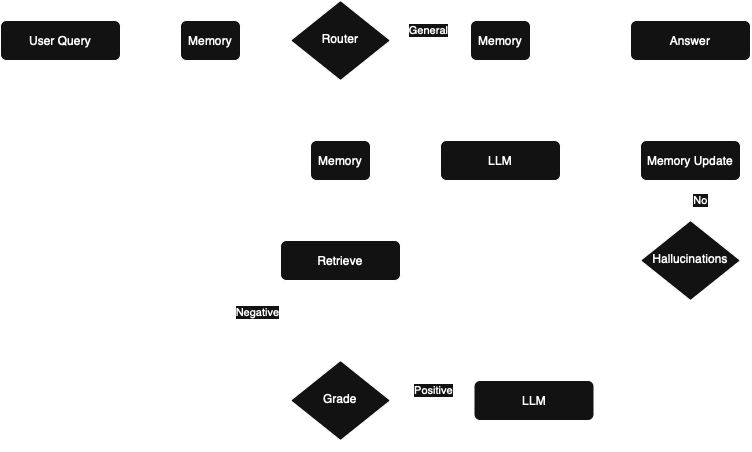 User Query
Memory
Router
General
Memory
Answer
Memory
LLM
Memory Update
No
Retrieve
Hallucinations
Negative
Grade
Positive
LLM